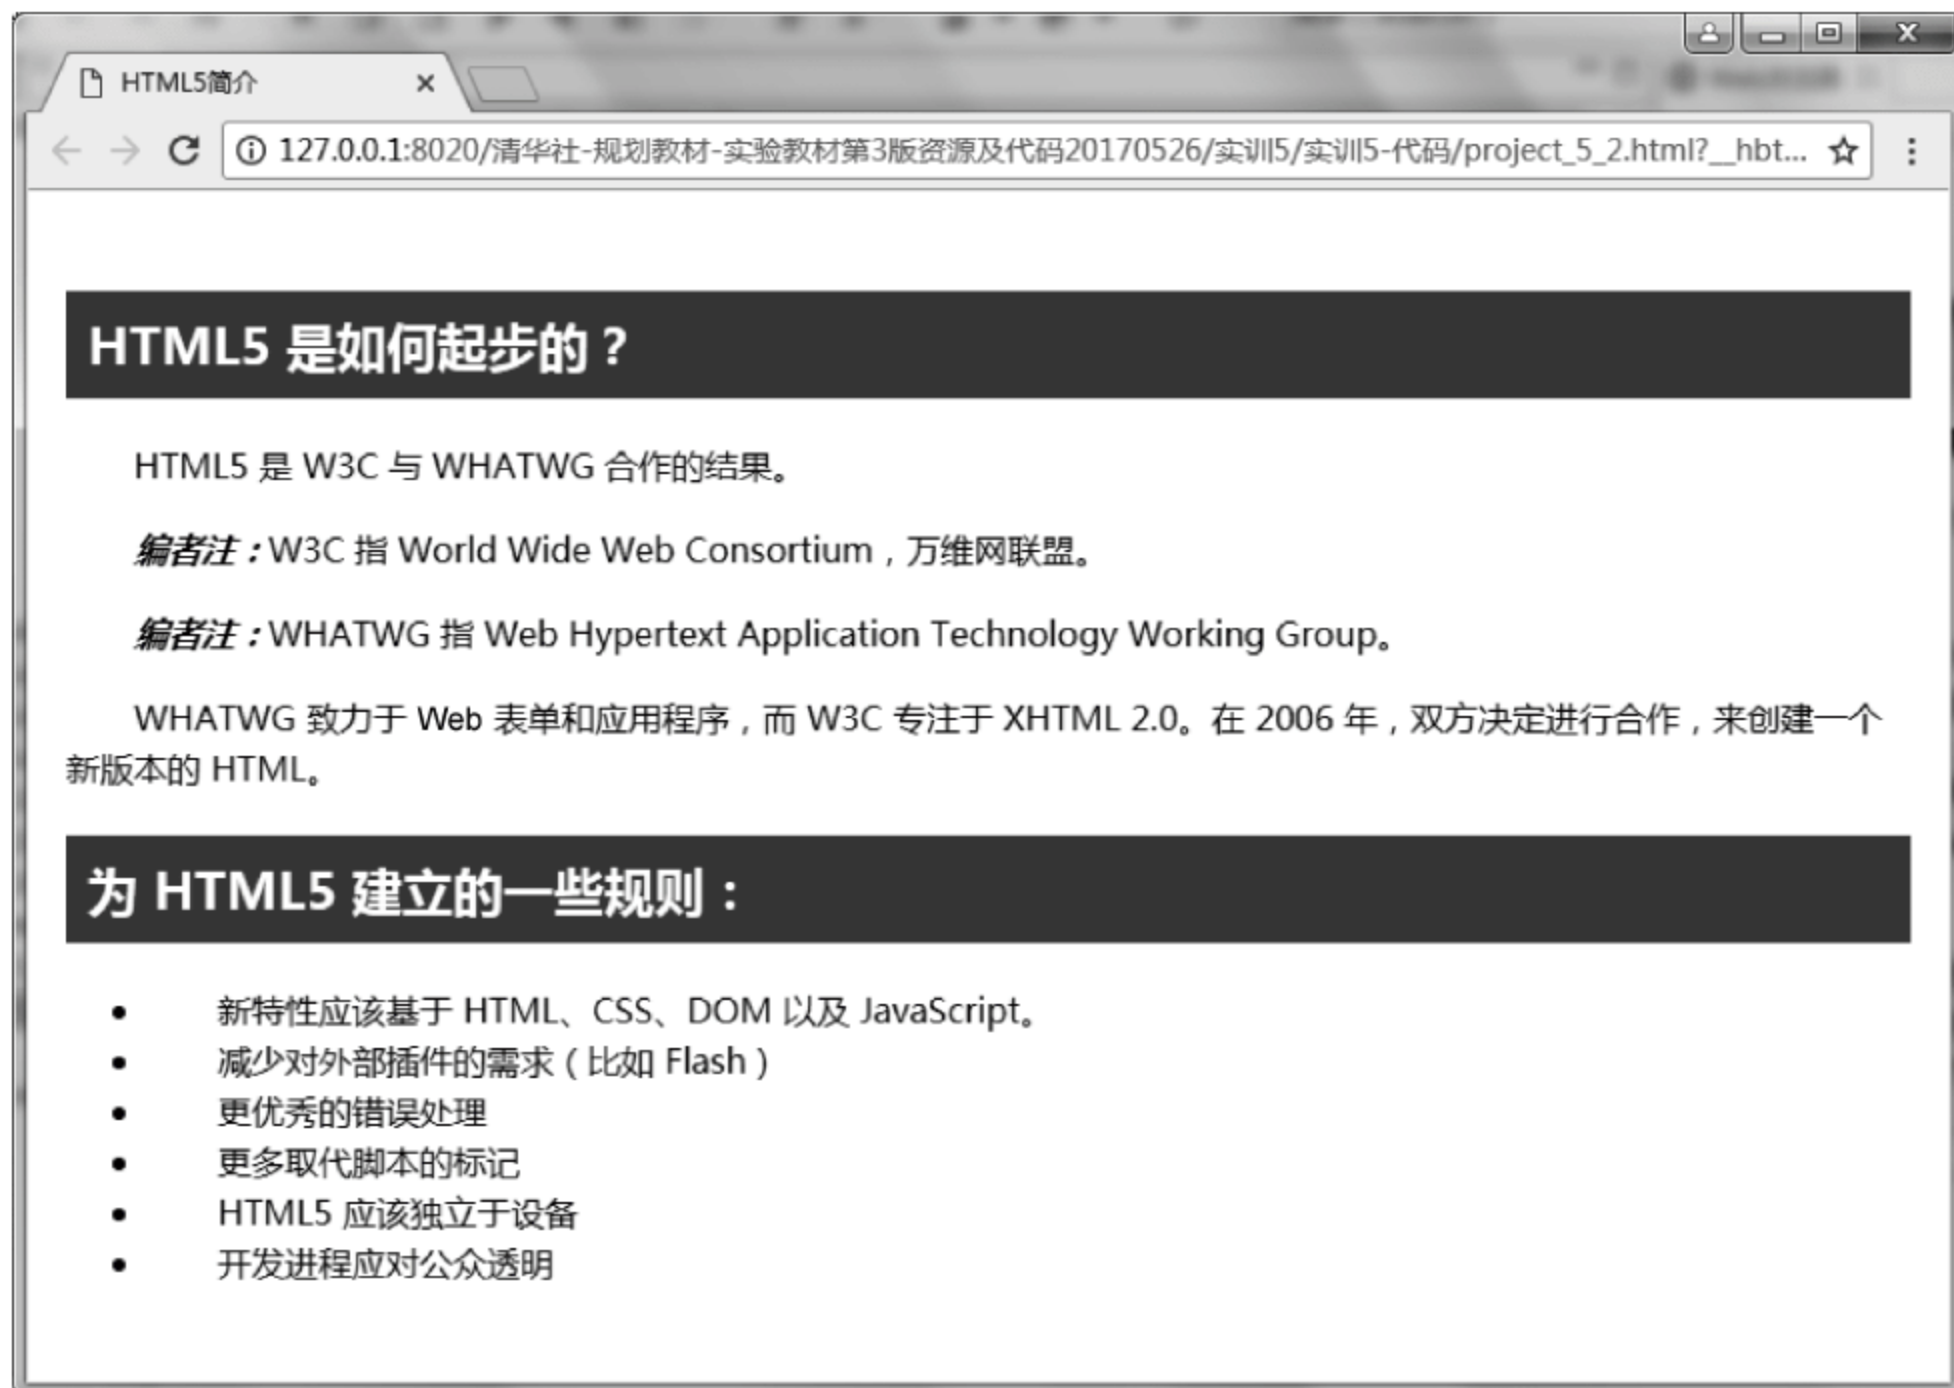 HTML5简介
127.0.0.1:8020/清华社-规划教材-实验教材第3版资源及代码20170526/实训5/实训5-代码/project_5_2.html?__hbt...
HTML5 是如何起步的？
HTML5 是 W3C 与 WHATWG 合作的结果。
编者注：W3C 指 World Wide Web Consortium，万维网联盟。
编者注：WHATWG 指 Web Hypertext Application Technology Working Group。
WHATWG 致力于 Web 表单和应用程序，而 W3C 专注于 XHTML 2.0。在 2006 年，双方决定进行合作，来创建一个
新版本的 HTML。
为 HTML5 建立的一些规则：
• 新特性应该基于 HTML、CSS、DOM 以及 JavaScript。
• 减少对外部插件的需求（比如 Flash）
• 更优秀的错误处理
• 更多取代脚本的标记
• HTML5 应该独立于设备
• 开发进程应对公众透明